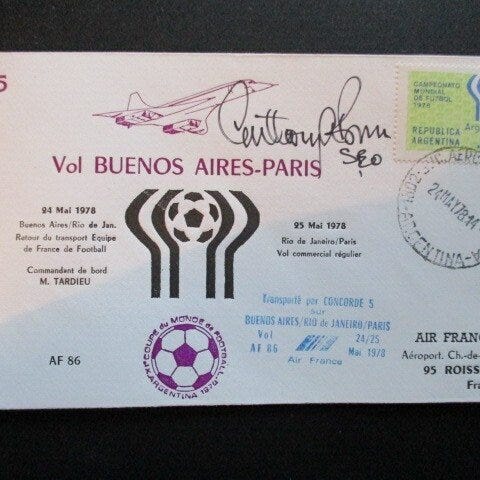 5
CAMPEONATO
MUNDIAL
DE FUTBOL
1978
REPUBLICA
ARGENTINA
Vol BUENOS AIRES-PARIS
24 Mai 1978
Buenos Aires/Rio de Jan.
Retour du transport Equipe
de France de Football
Commandant de bord
M. TARDIEU
25 Mai 1978
Rio de Janeiro/Paris
Vol commercial régulier
24MAY78
ARGENTINA
Transporté par CONCORDE 5
sur
BUENOS AIRES/RIO DE JANEIRO/PARIS
Vol 24/25
AF 86 Mai 1978
Air France
COUPE du MONDE de FOOTBALL
ARGENTINA 1978
AF 86
AIR FRANC
Aéroport. Ch.-de-
95 ROISS
Fra